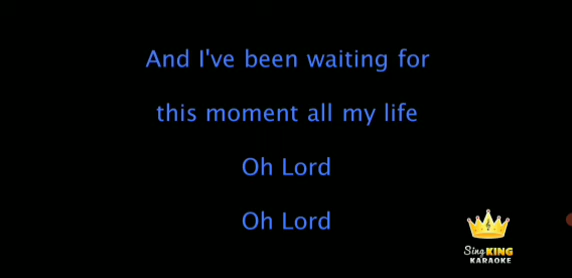 And I've been waiting for
this moment all my life
Oh Lord
Oh Lord
Sing KING
KARAOKE